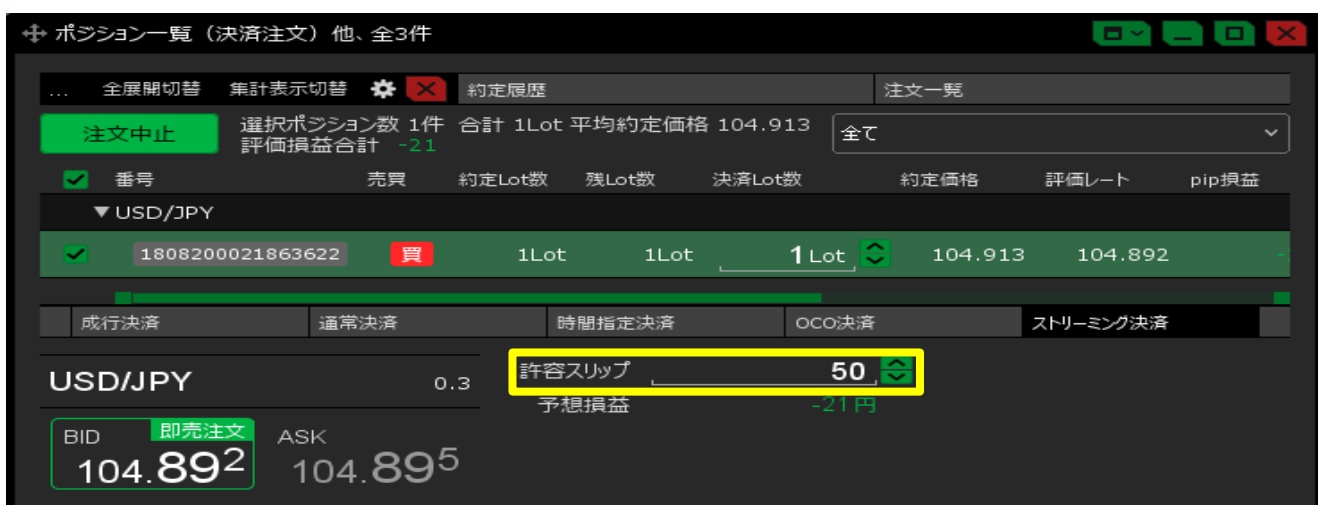 ポジション一覧（決済注文）他、全3件
... 全展開切替 集計表示切替 約定履歴 注文一覧
注文中止 選択ポジション数 1件 合計 1Lot 平均約定価格 104.913 全て
評価損益合計 -21
番号 売買 約定Lot数 残Lot数 決済Lot数 約定価格 評価レート pip損益
▼USD/JPY
1808200021863622 買 1Lot 1Lot 1 Lot 104.913 104.892
成行決済 通常決済 時間指定決済 OCO決済 ストリーミング決済
USD/JPY 0.3 許容スリップ 50
予想損益 -21円
BID 即売注文 ASK
104.892 104.895